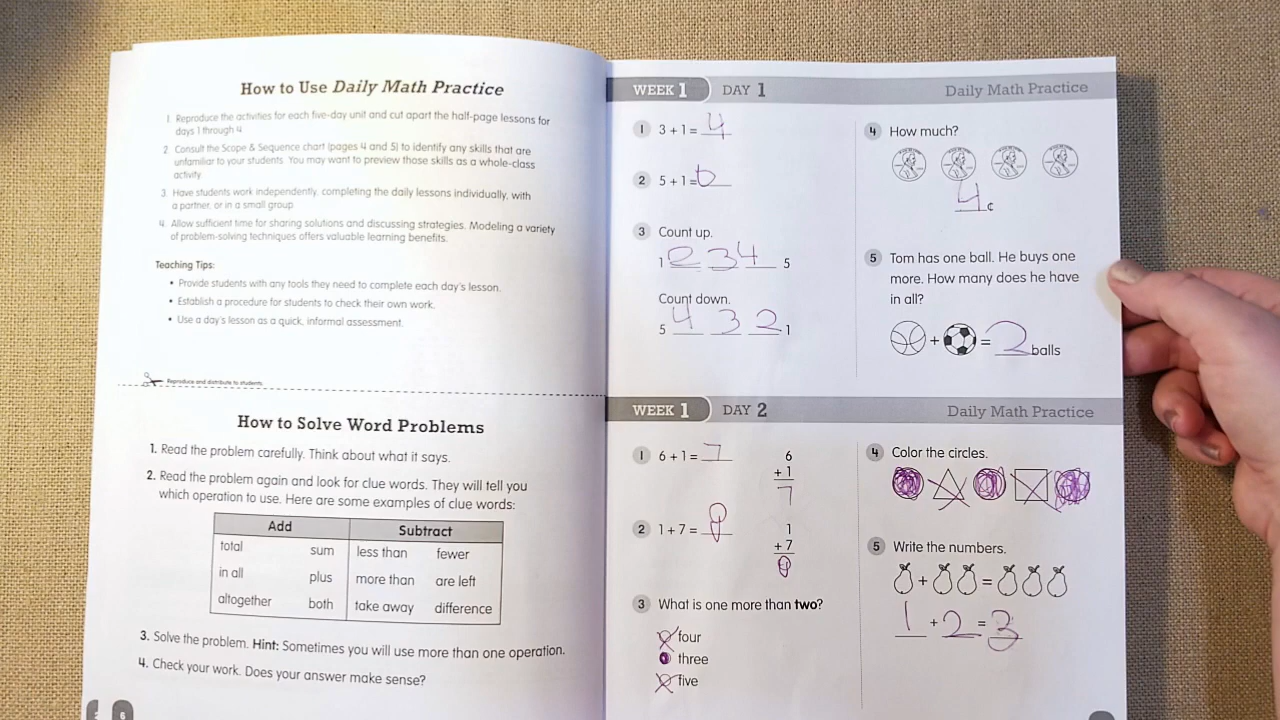 How to Use Daily Math Practice
1 Reproduce the activities for each five-day unit and cut apart the half-page lessons for
days 1 through 4
2 Consult the Scope & Sequence chart (pages 4 and 5) to identify any skills that are
unfamiliar to your students. You may want to preview those skills as a whole-class
activity
3 Have students work independently, completing the daily lessons individually, with
a partner, or in a small group
4 Allow sufficient time for sharing solutions and discussing strategies. Modeling a variety
of problem-solving techniques offers valuable learning benefits.
Teaching Tips:
• Provide students with any tools they need to complete each day's lesson.
• Establish a procedure for students to check their own work.
• Use a day's lesson as a quick, informal assessment.
Reproduce and distribute to students
How to Solve Word Problems
1. Read the problem carefully. Think about what it says.
2. Read the problem again and look for clue words. They will tell you
which operation to use. Here are some examples of clue words:
Add Subtract
total sum less than fewer
in all plus more than are left
altogether both take away difference
3. Solve the problem. Hint: Sometimes you will use more than one operation.
4. Check your work. Does your answer make sense?
6
WEEK 1 DAY 1 Daily Math Practice
1 3 + 1 = 4
2 5 + 1 = 6
3 Count up.
1 2 3 4 5
Count down.
5 4 3 2 1
4 How much?
4 ¢
5 Tom has one ball. He buys one
more. How many does he have
in all?
+ = 2 balls
WEEK 1 DAY 2 Daily Math Practice
1 6 + 1 = 7
6
+ 1
7
2 1 + 7 = 8
1
+ 7
8
3 What is one more than two?
four
three
five
4 Color the circles.
5 Write the numbers.
+ =
1 + 2 = 3